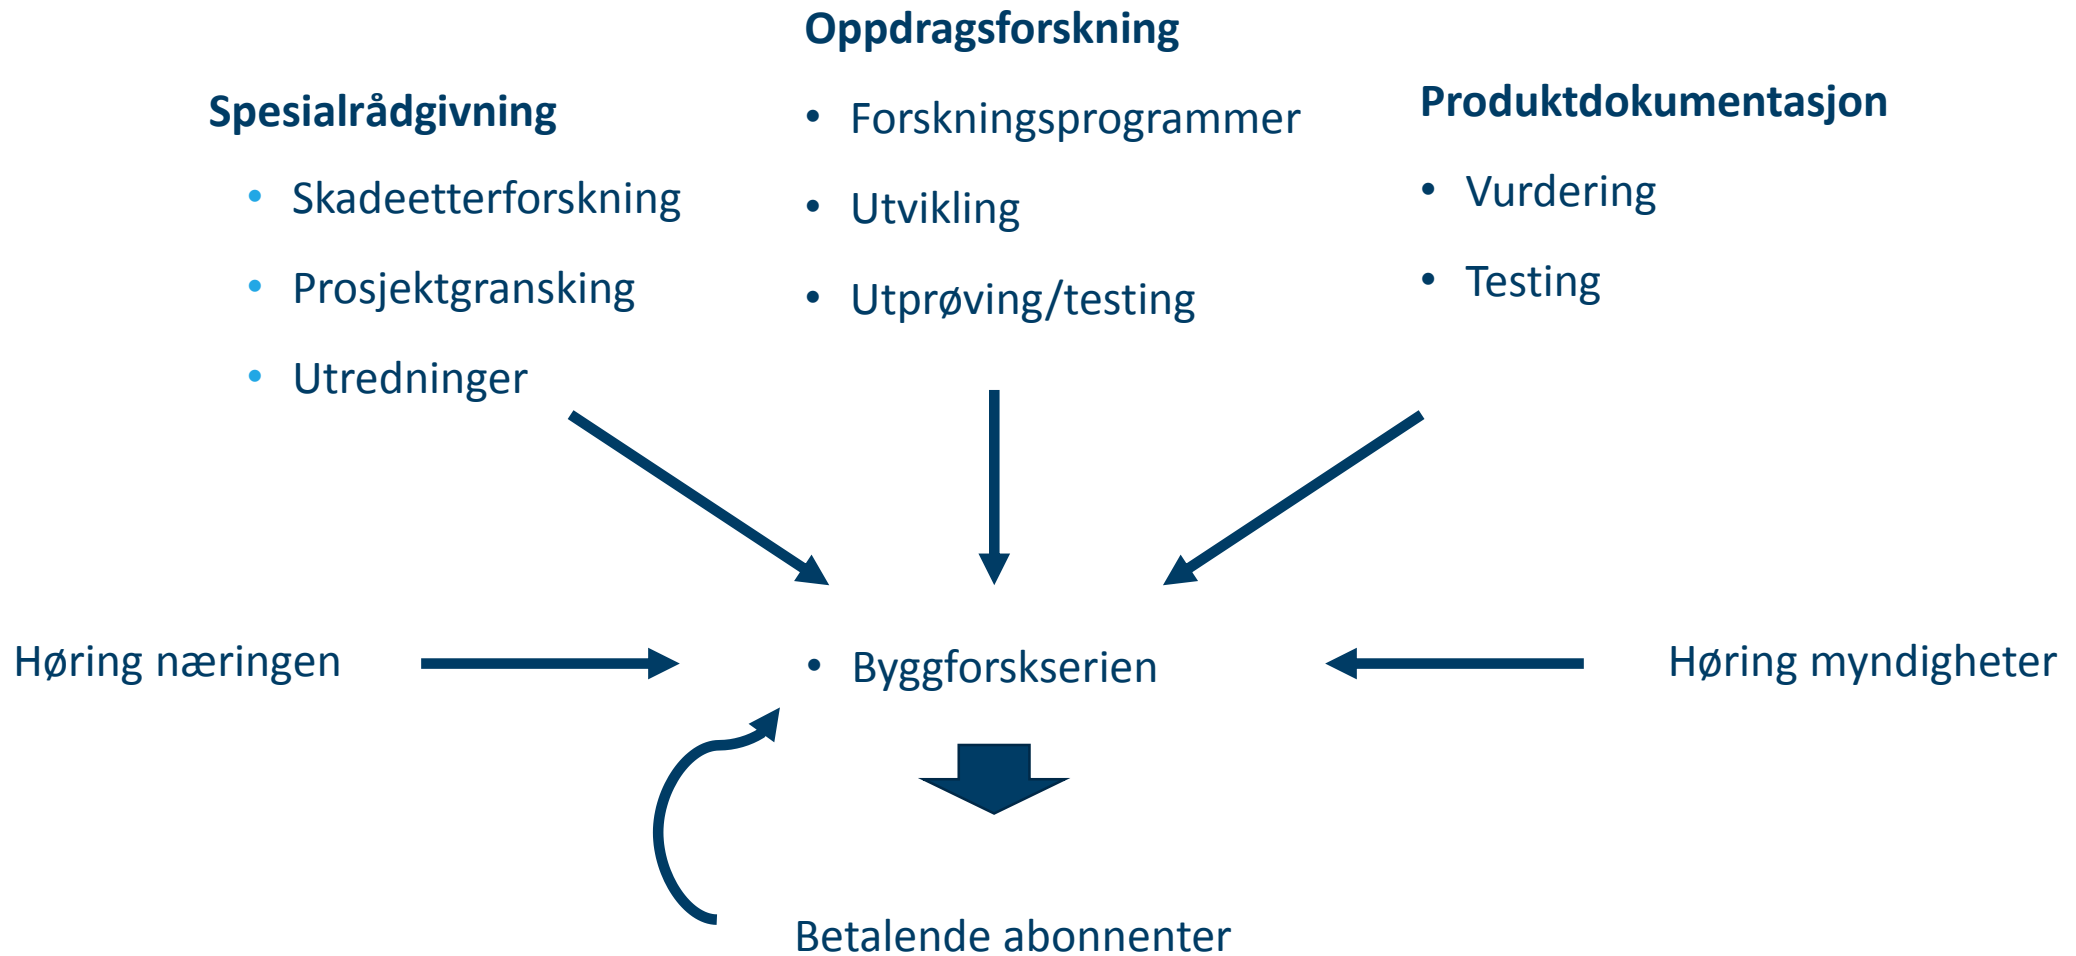 Oppdragsforskning
• Forskningsprogrammer
• Utvikling
• Utprøving/testing
Spesialrådgivning
• Skadeetterforskning
• Prosjektgransking
• Utredninger
Produktdokumentasjon
• Vurdering
• Testing
Høring næringen
• Byggforskserien
Høring myndigheter
Betalende abonnenter